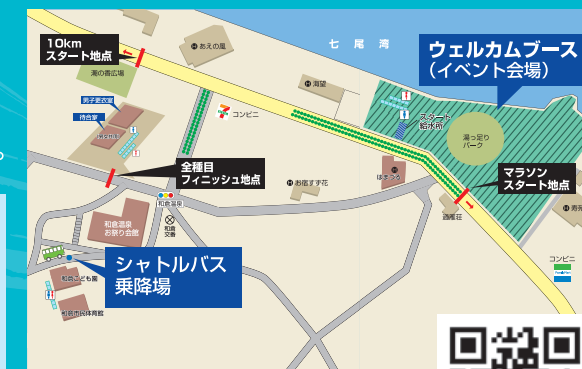 七尾湾
10km
スタート地点
あえの風
ウェルカムブース
(イベント会場)
湯の香広場
海望
男子更衣室
待合室
コンビニ
スタート
給水所
湯っ足り
パーク
全種目
フィニッシュ地点
はまづる
マラソン
スタート地点
お宿すず花
和倉温泉
渡月荘
和倉温泉
お祭り会館
和倉
交番
シャトルバス
乗降場
コンビニ
FamilyMart
和倉こども園
和倉市民体育館